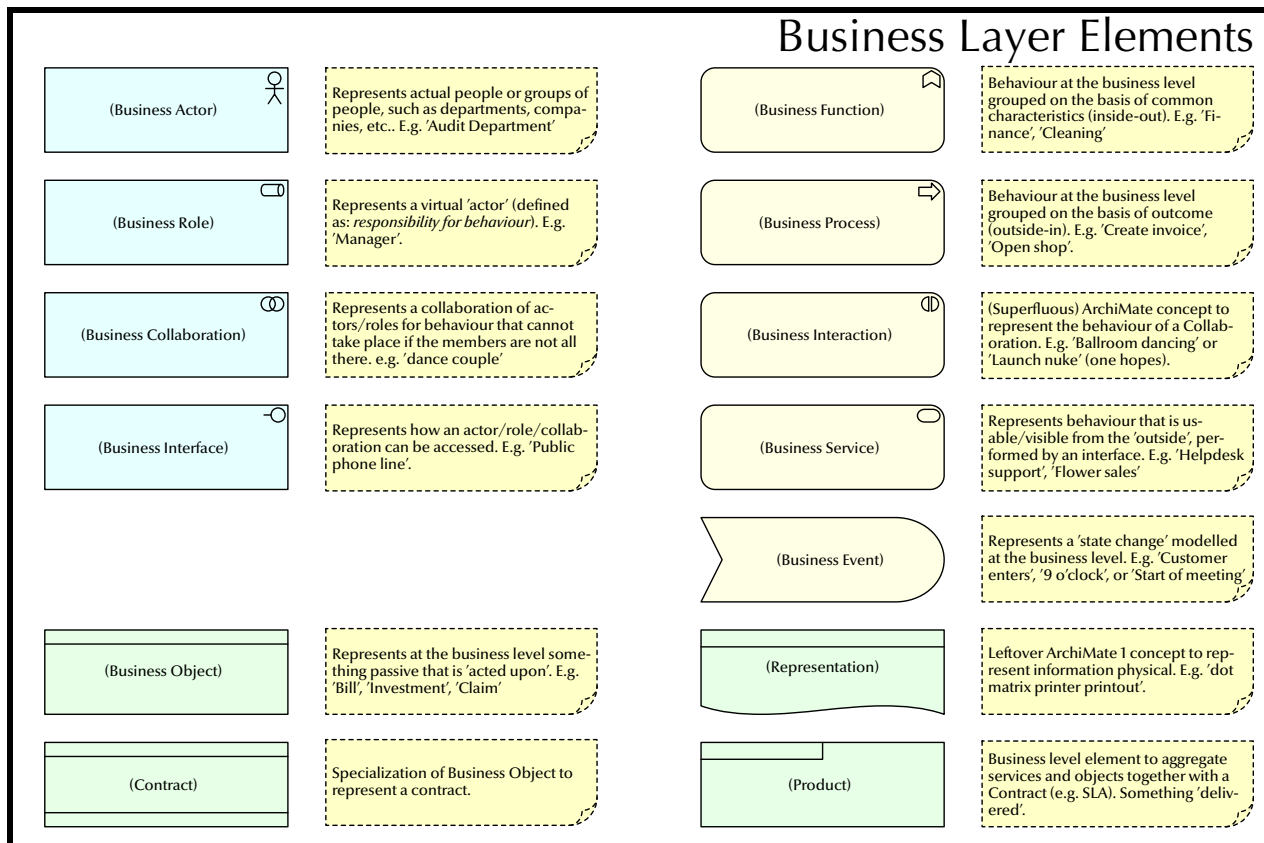 Business Layer Elements
(Business Actor)
Represents actual people or groups of
people, such as departments, compa-
nies, etc.. E.g. 'Audit Department'
(Business Function)
Behaviour at the business level
grouped on the basis of common
characteristics (inside-out). E.g. 'Fi-
nance', 'Cleaning'
(Business Role)
Represents a virtual 'actor' (defined
as: responsibility for behaviour). E.g.
'Manager'.
(Business Process)
Behaviour at the business level
grouped on the basis of outcome
(outside-in). E.g. 'Create invoice',
'Open shop'.
(Business Collaboration)
Represents a collaboration of ac-
tors/roles for behaviour that cannot
take place if the members are not all
there. e.g. 'dance couple'
(Business Interaction)
(Superfluous) ArchiMate concept to
represent the behaviour of a Collab-
oration. E.g. 'Ballroom dancing' or
'Launch nuke' (one hopes).
(Business Interface)
Represents how an actor/role/collab-
oration can be accessed. E.g. 'Public
phone line'.
(Business Service)
Represents behaviour that is us-
able/visible from the 'outside', per-
formed by an interface. E.g. 'Helpdesk
support', 'Flower sales'
(Business Event)
Represents a 'state change' modelled
at the business level. E.g. 'Customer
enters', '9 o'clock', or 'Start of meeting'
(Business Object)
Represents at the business level some-
thing passive that is 'acted upon'. E.g.
'Bill', 'Investment', 'Claim'
(Representation)
Leftover ArchiMate 1 concept to rep-
resent information physical. E.g. 'dot
matrix printer printout'.
(Contract)
Specialization of Business Object to
represent a contract.
(Product)
Business level element to aggregate
services and objects together with a
Contract (e.g. SLA). Something 'deliv-
ered'.